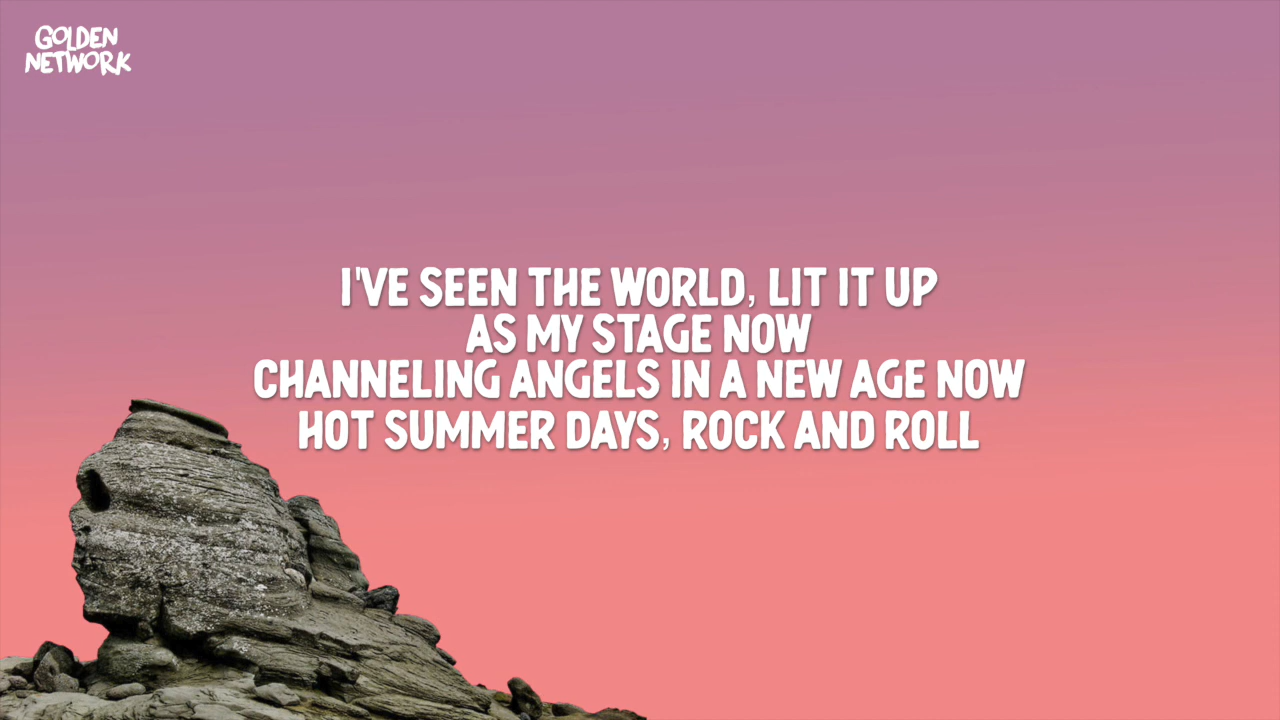 GOLDEN
NETWORK
I'VE SEEN THE WORLD, LIT IT UP
AS MY STAGE NOW
CHANNELING ANGELS IN A NEW AGE NOW
HOT SUMMER DAYS, ROCK AND ROLL